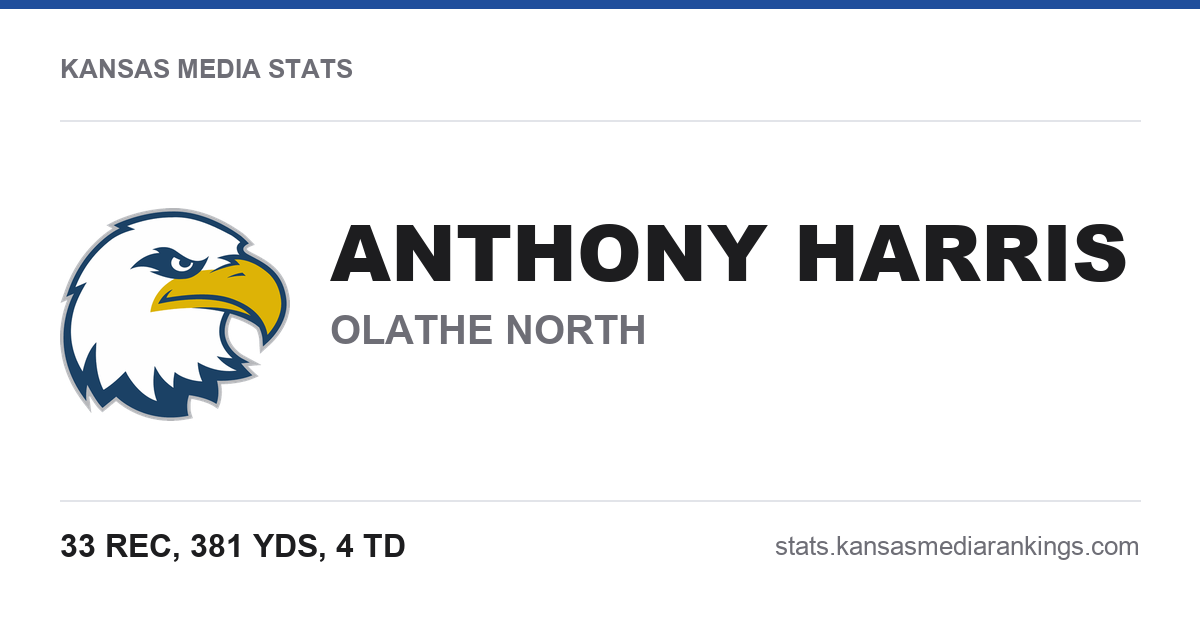 KANSAS MEDIA STATS
ANTHONY HARRIS
OLATHE NORTH
33 REC, 381 YDS, 4 TD
stats.kansasmediarankings.com